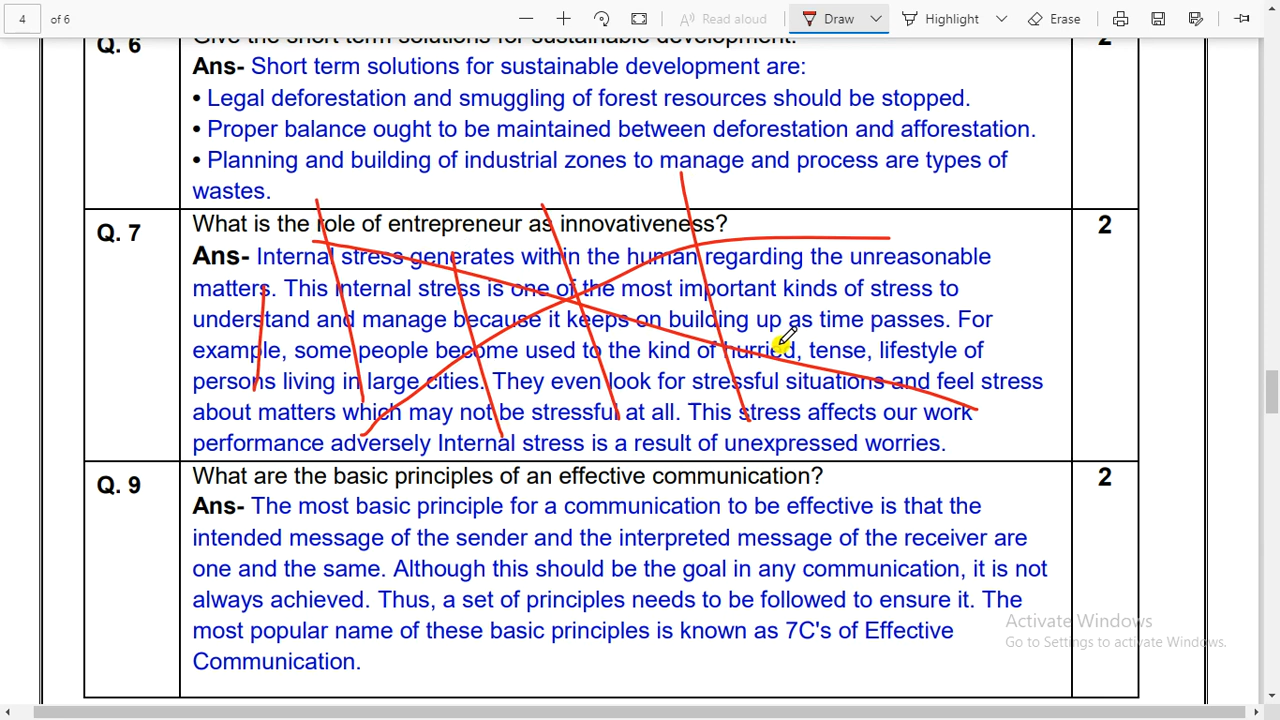 4 of 6 Read aloud Draw Highlight Erase
Q. 6 Give the short term solutions for sustainable development. 2
Ans- Short term solutions for sustainable development are:
• Legal deforestation and smuggling of forest resources should be stopped.
• Proper balance ought to be maintained between deforestation and afforestation.
• Planning and building of industrial zones to manage and process are types of
wastes.
Q. 7 What is the role of entrepreneur as innovativeness? 2
Ans- Internal stress generates within the human regarding the unreasonable
matters. This internal stress is one of the most important kinds of stress to
understand and manage because it keeps on building up as time passes. For
example, some people become used to the kind of hurried, tense, lifestyle of
persons living in large cities. They even look for stressful situations and feel stress
about matters which may not be stressful at all. This stress affects our work
performance adversely Internal stress is a result of unexpressed worries.
Q. 9 What are the basic principles of an effective communication? 2
Ans- The most basic principle for a communication to be effective is that the
intended message of the sender and the interpreted message of the receiver are
one and the same. Although this should be the goal in any communication, it is not
always achieved. Thus, a set of principles needs to be followed to ensure it. The
most popular name of these basic principles is known as 7C's of Effective
Communication.
Activate Windows
Go to Settings to activate Windows.